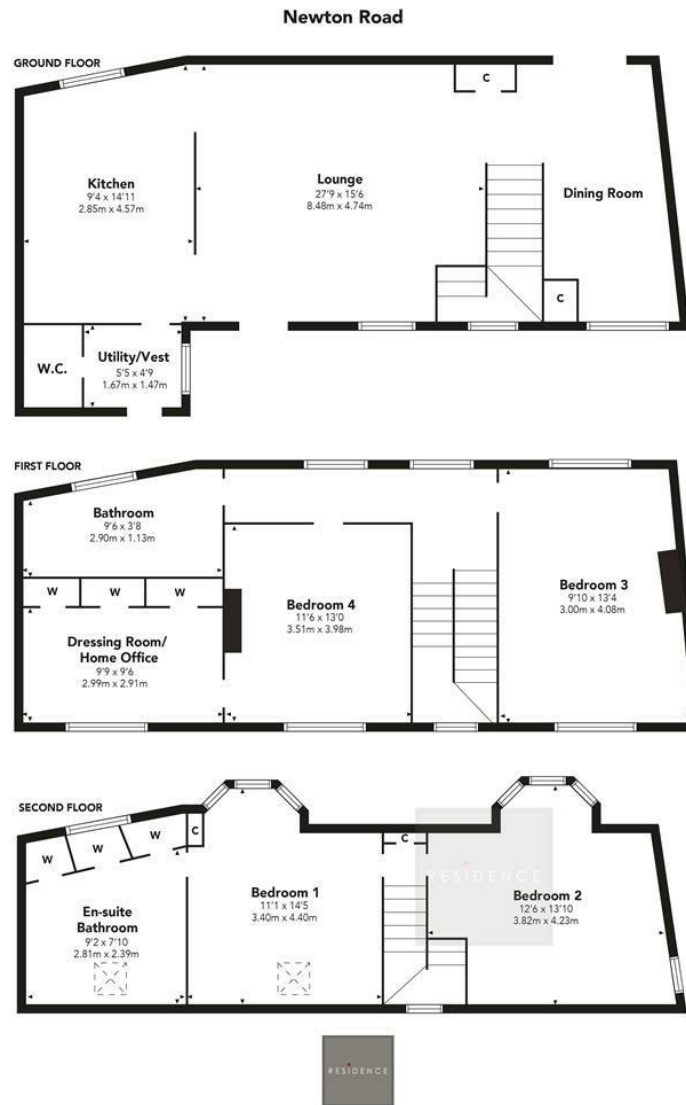 Newton Road
GROUND FLOOR
C
Kitchen
9'4 x 14'11
2.85m x 4.57m
Lounge
27'9 x 15'6
8.48m x 4.74m
Dining Room
C
W.C.
Utility/Vest
5'5 x 4'9
1.67m x 1.47m
FIRST FLOOR
Bathroom
9'6 x 3'8
2.90m x 1.13m
W
W
W
Dressing Room/
Home Office
9'9 x 9'6
2.99m x 2.91m
Bedroom 4
11'6 x 13'0
3.51m x 3.98m
Bedroom 3
9'10 x 13'4
3.00m x 4.08m
SECOND FLOOR
W
W
W
C
C
En-suite
Bathroom
9'2 x 7'10
2.81m x 2.39m
Bedroom 1
11'1 x 14'5
3.40m x 4.40m
RESIDENCE
Bedroom 2
12'6 x 13'10
3.82m x 4.23m
RESIDENCE